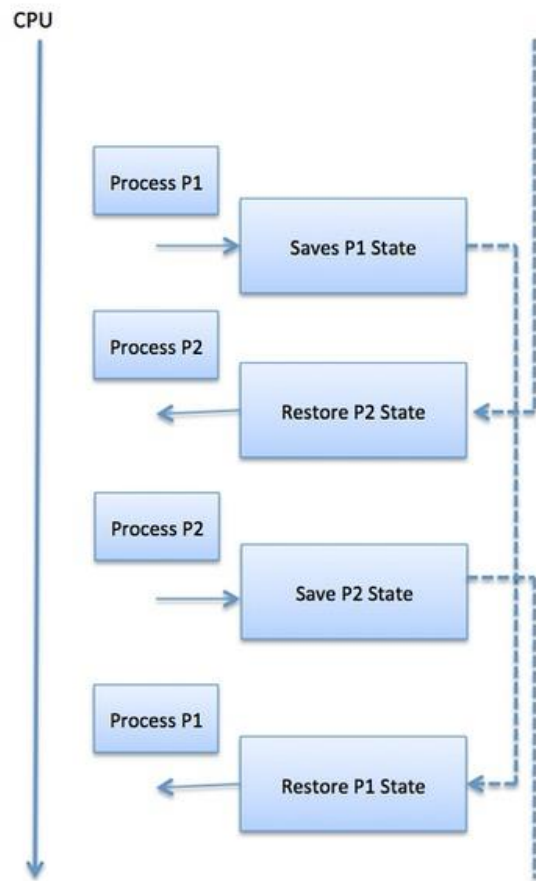 CPU
Process P1
Saves P1 State
Process P2
Restore P2 State
Process P2
Save P2 State
Process P1
Restore P1 State